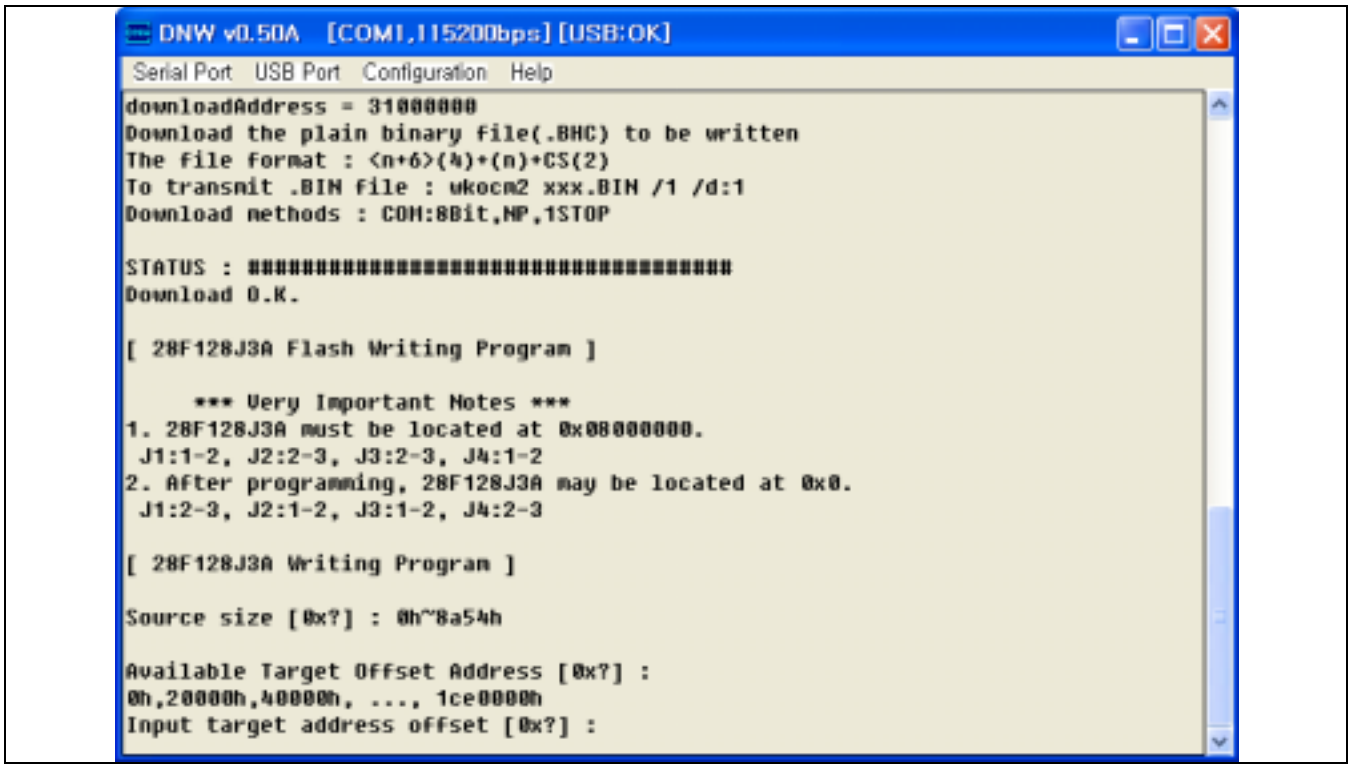 DNW v0.50A [COM1,115200bps] [USB:OK]
Serial Port USB Port Configuration Help
downloadAddress = 31000000
Download the plain binary file(.BHC) to be written
The file format : <n+6>(4)+(n)+CS(2)
To transmit .BIN file : wkocm2 xxx.BIN /1 /d:1
Download methods : COM:8Bit,NP,1STOP
STATUS : ####################################
Download O.K.
[ 28F128J3A Flash Writing Program ]
*** Very Important Notes ***
1. 28F128J3A must be located at 0x08000000.
J1:1-2, J2:2-3, J3:2-3, J4:1-2
2. After programming, 28F128J3A may be located at 0x0.
J1:2-3, J2:1-2, J3:1-2, J4:2-3
[ 28F128J3A Writing Program ]
Source size [0x?] : 0h~8a54h
Available Target Offset Address [0x?] :
0h,20000h,40000h, ..., 1ce0000h
Input target address offset [0x?] :